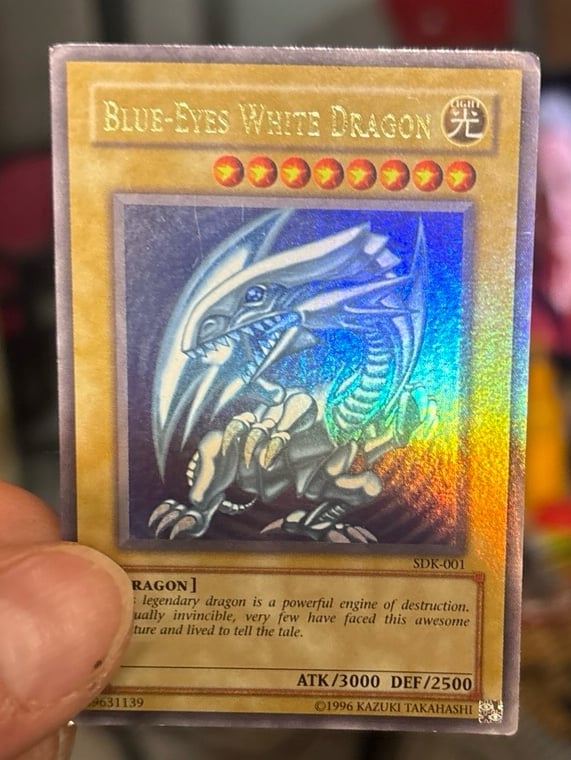 BLUE-EYES WHITE DRAGON
LIGHT
光
SDK-001
RAGON]
legendary dragon is a powerful engine of destruction.
ually invincible, very few have faced this awesome
ture and lived to tell the tale.
ATK/3000 DEF/2500
9631139
©1996 KAZUKI TAKAHASHI